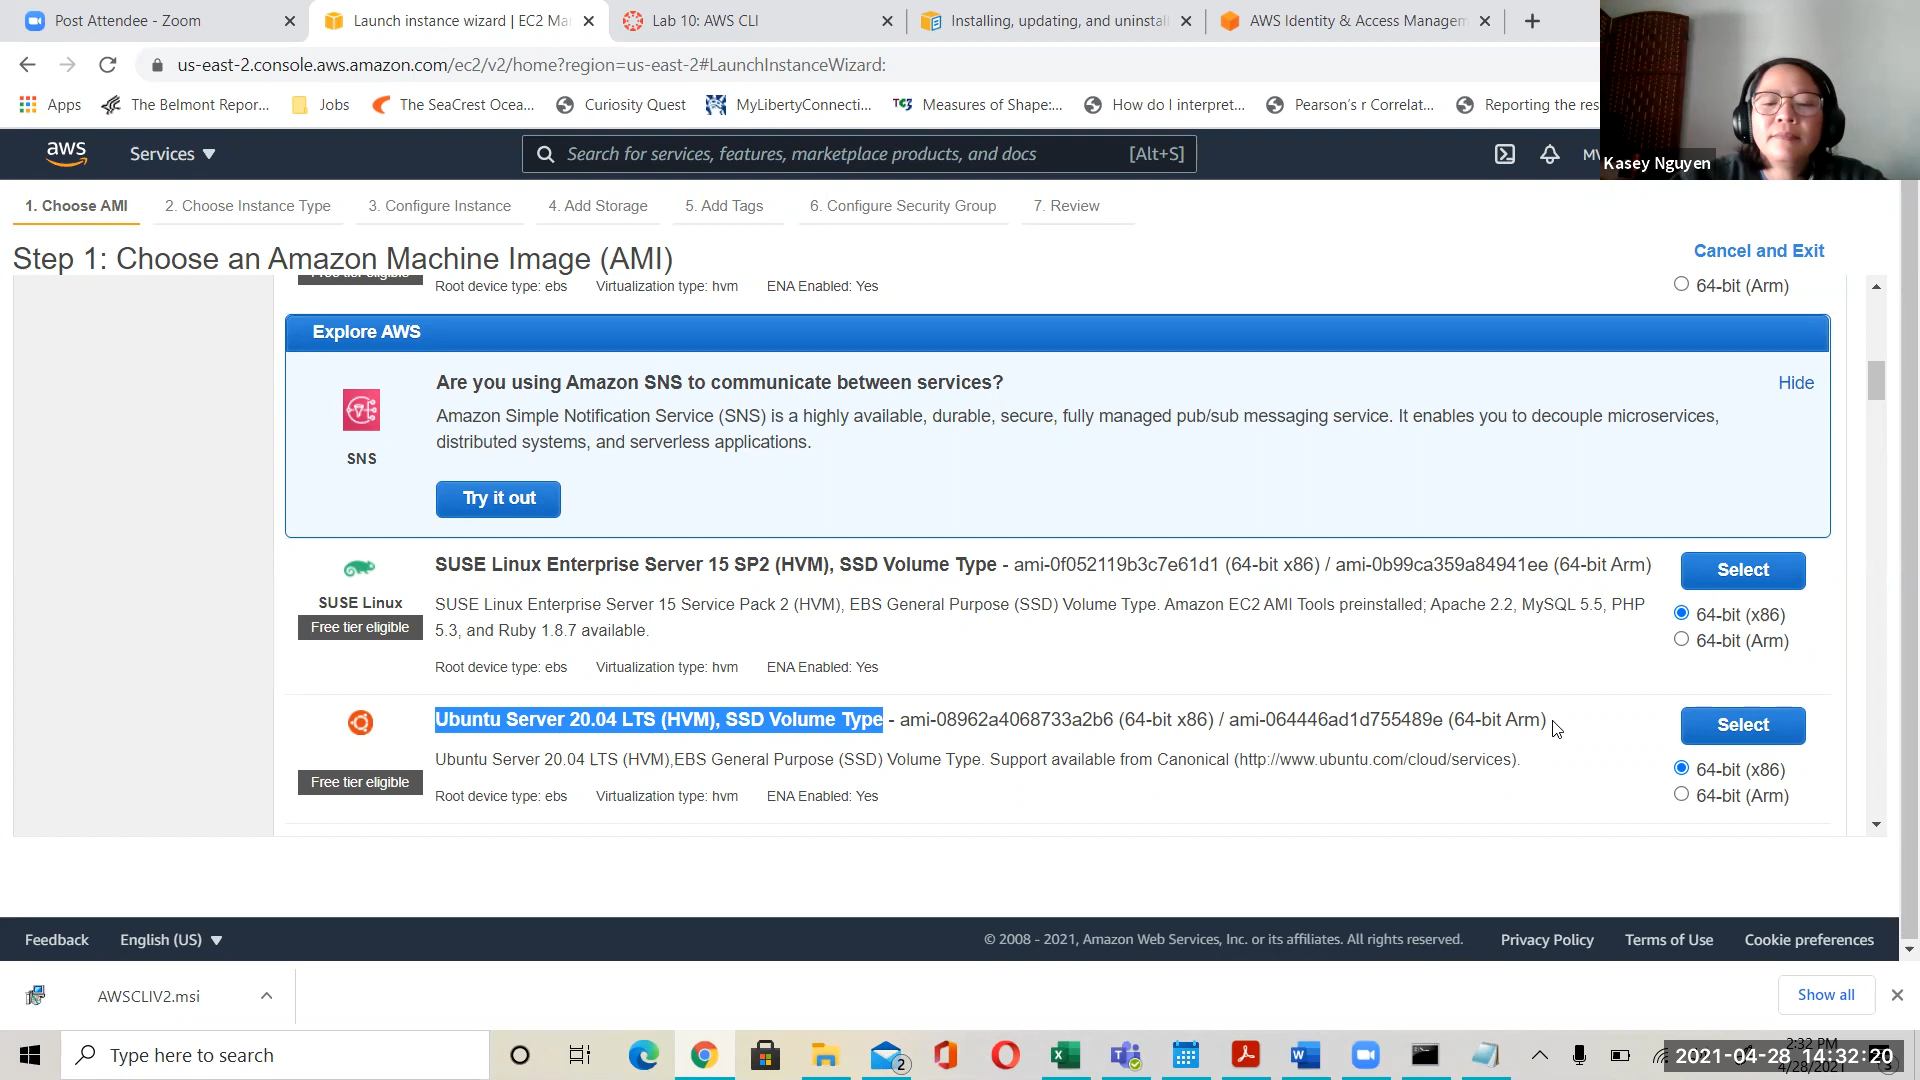 Post Attendee - Zoom
Launch instance wizard | EC2 Ma
Lab 10: AWS CLI
Installing, updating, and uninstal
AWS Identity & Access Managem
us-east-2.console.aws.amazon.com/ec2/v2/home?region=us-east-2#LaunchInstanceWizard:
Apps
The Belmont Repor...
Jobs
The SeaCrest Ocea...
Curiosity Quest
MyLibertyConnecti...
Measures of Shape:...
How do I interpret...
Pearson's r Correlat...
Reporting the res
Kasey Nguyen
aws
Services
Search for services, features, marketplace products, and docs
[Alt+S]
1. Choose AMI
2. Choose Instance Type
3. Configure Instance
4. Add Storage
5. Add Tags
6. Configure Security Group
7. Review
Step 1: Choose an Amazon Machine Image (AMI)
Cancel and Exit
Root device type: ebs
Virtualization type: hvm
ENA Enabled: Yes
64-bit (Arm)
Explore AWS
SNS
Are you using Amazon SNS to communicate between services?
Hide
Amazon Simple Notification Service (SNS) is a highly available, durable, secure, fully managed pub/sub messaging service. It enables you to decouple microservices,
distributed systems, and serverless applications.
Try it out
SUSE Linux
Free tier eligible
SUSE Linux Enterprise Server 15 SP2 (HVM), SSD Volume Type - ami-0f052119b3c7e61d1 (64-bit x86) / ami-0b99ca359a84941ee (64-bit Arm)
SUSE Linux Enterprise Server 15 Service Pack 2 (HVM), EBS General Purpose (SSD) Volume Type. Amazon EC2 AMI Tools preinstalled; Apache 2.2, MySQL 5.5, PHP
5.3, and Ruby 1.8.7 available.
Root device type: ebs
Virtualization type: hvm
ENA Enabled: Yes
Select
64-bit (x86)
64-bit (Arm)
Free tier eligible
Ubuntu Server 20.04 LTS (HVM), SSD Volume Type - ami-08962a4068733a2b6 (64-bit x86) / ami-064446ad1d755489e (64-bit Arm)
Ubuntu Server 20.04 LTS (HVM),EBS General Purpose (SSD) Volume Type. Support available from Canonical (http://www.ubuntu.com/cloud/services).
Root device type: ebs
Virtualization type: hvm
ENA Enabled: Yes
Select
64-bit (x86)
64-bit (Arm)
Feedback
English (US)
© 2008 - 2021, Amazon Web Services, Inc. or its affiliates. All rights reserved.
Privacy Policy
Terms of Use
Cookie preferences
AWSCLIV2.msi
Show all
Type here to search
2
2:32 PM
2021-04-28 14:32:20